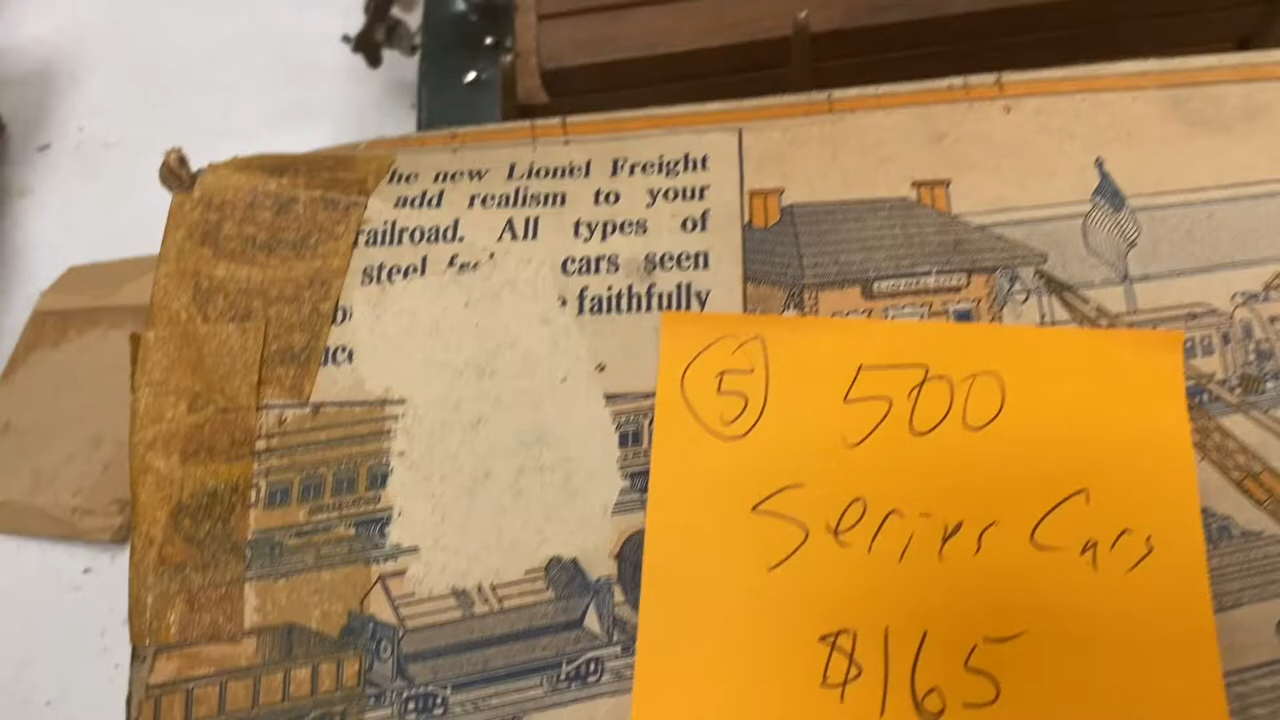 he new Lionel Freight
add realism to your
railroad. All types of
steel cars seen
faithfully
5 500
Series Cars
$165